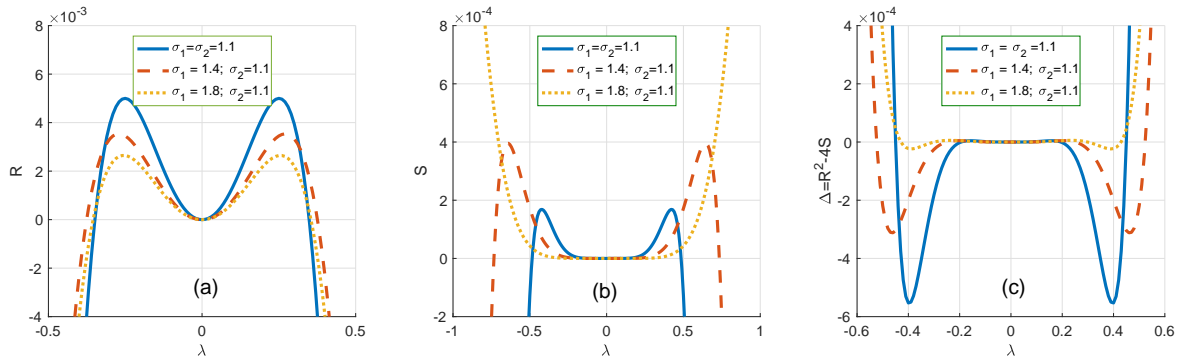 ×10⁻³
8
6
4
2
0
-2
-4
R
σ₁=σ₂=1.1
σ₁ = 1.4; σ₂=1.1
σ₁ = 1.8; σ₂=1.1
(a)
-0.5 0 0.5
λ
×10⁻⁴
8
6
4
2
0
-2
S
σ₁=σ₂=1.1
σ₁ = 1.4; σ₂=1.1
σ₁ = 1.8; σ₂=1.1
(b)
-1 -0.5 0 0.5 1
λ
×10⁻⁴
4
2
0
-2
-4
-6
Δ=R²-4S
σ₁ = σ₂ =1.1
σ₁ = 1.4; σ₂=1.1
σ₁ = 1.8; σ₂=1.1
(c)
-0.6 -0.4 -0.2 0 0.2 0.4 0.6
λ